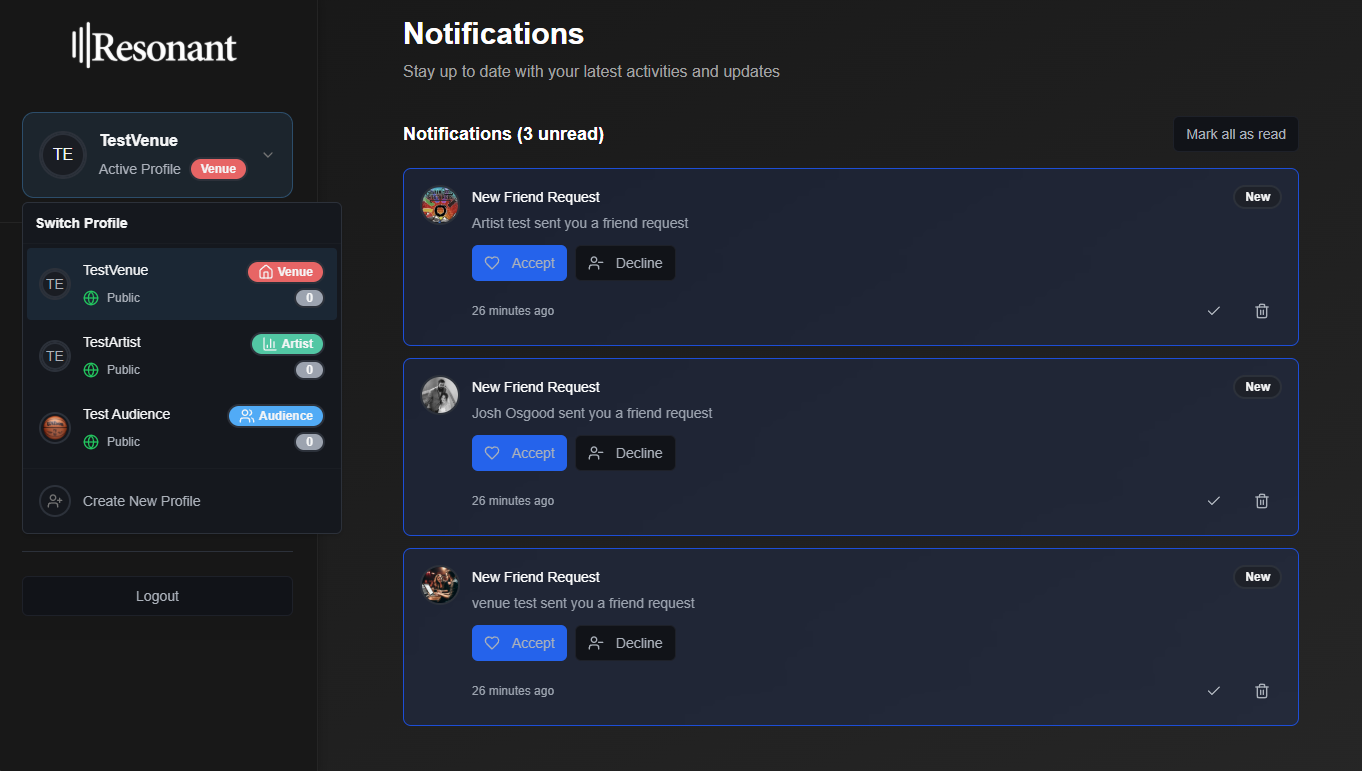 Resonant
TE
TestVenue
Active Profile Venue
Switch Profile
TE
TestVenue
Venue
Public
0
TE
TestArtist
Artist
Public
0
Test Audience
Audience
Public
0
Create New Profile
Logout
Notifications
Stay up to date with your latest activities and updates
Notifications (3 unread)
Mark all as read
New Friend Request
New
Artist test sent you a friend request
Accept
Decline
26 minutes ago
New Friend Request
New
Josh Osgood sent you a friend request
Accept
Decline
26 minutes ago
New Friend Request
New
venue test sent you a friend request
Accept
Decline
26 minutes ago